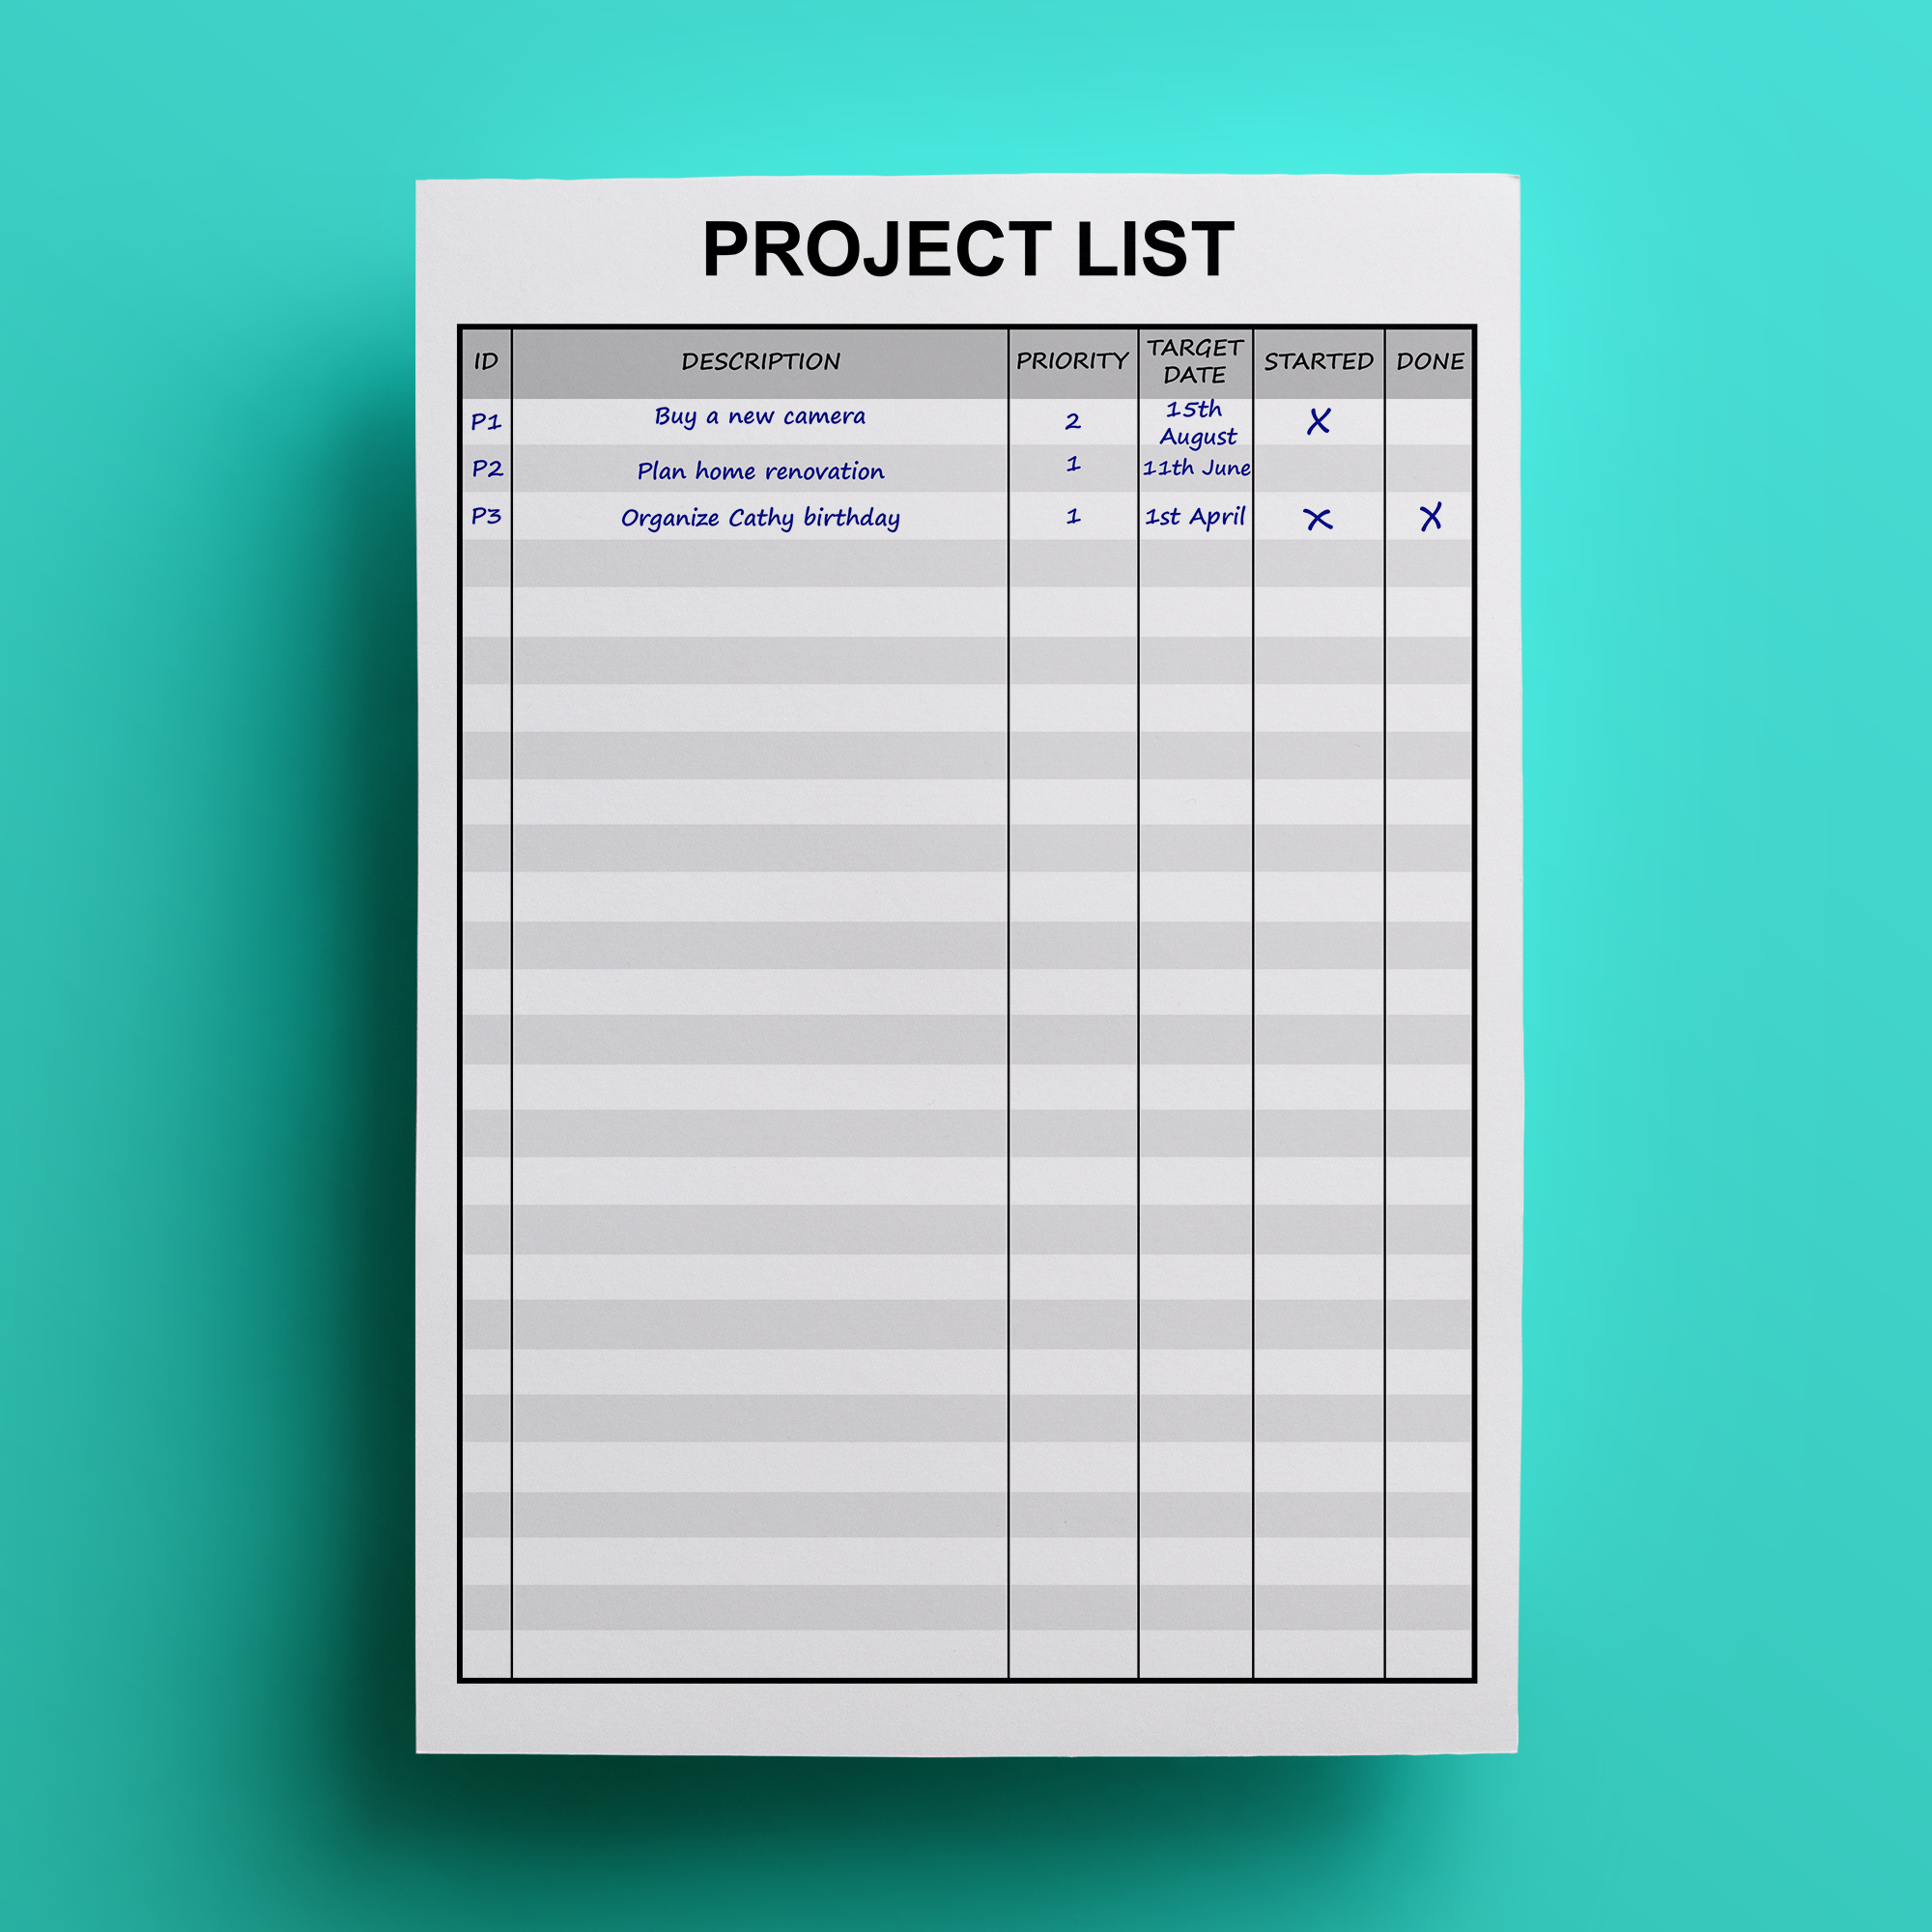 PROJECT LIST
ID DESCRIPTION PRIORITY TARGET DATE STARTED DONE
P1 Buy a new camera 2 15th August X
P2 Plan home renovation 1 11th June
P3 Organize Cathy birthday 1 1st April X X